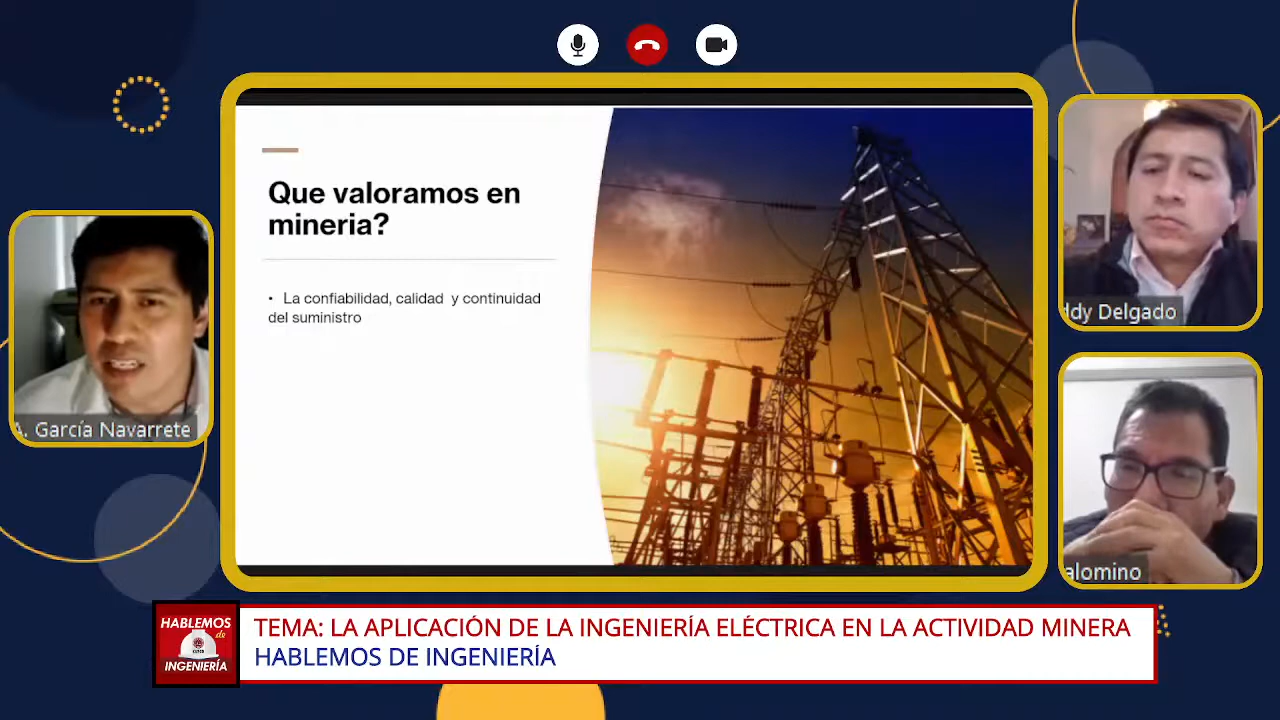 Que valoramos en
mineria?
• La confiabilidad, calidad y continuidad
del suministro
A. García Navarrete
ddy Delgado
alomino
HABLEMOS
de
INGENIERÍA
TEMA: LA APLICACIÓN DE LA INGENIERÍA ELÉCTRICA EN LA ACTIVIDAD MINERA
HABLEMOS DE INGENIERÍA